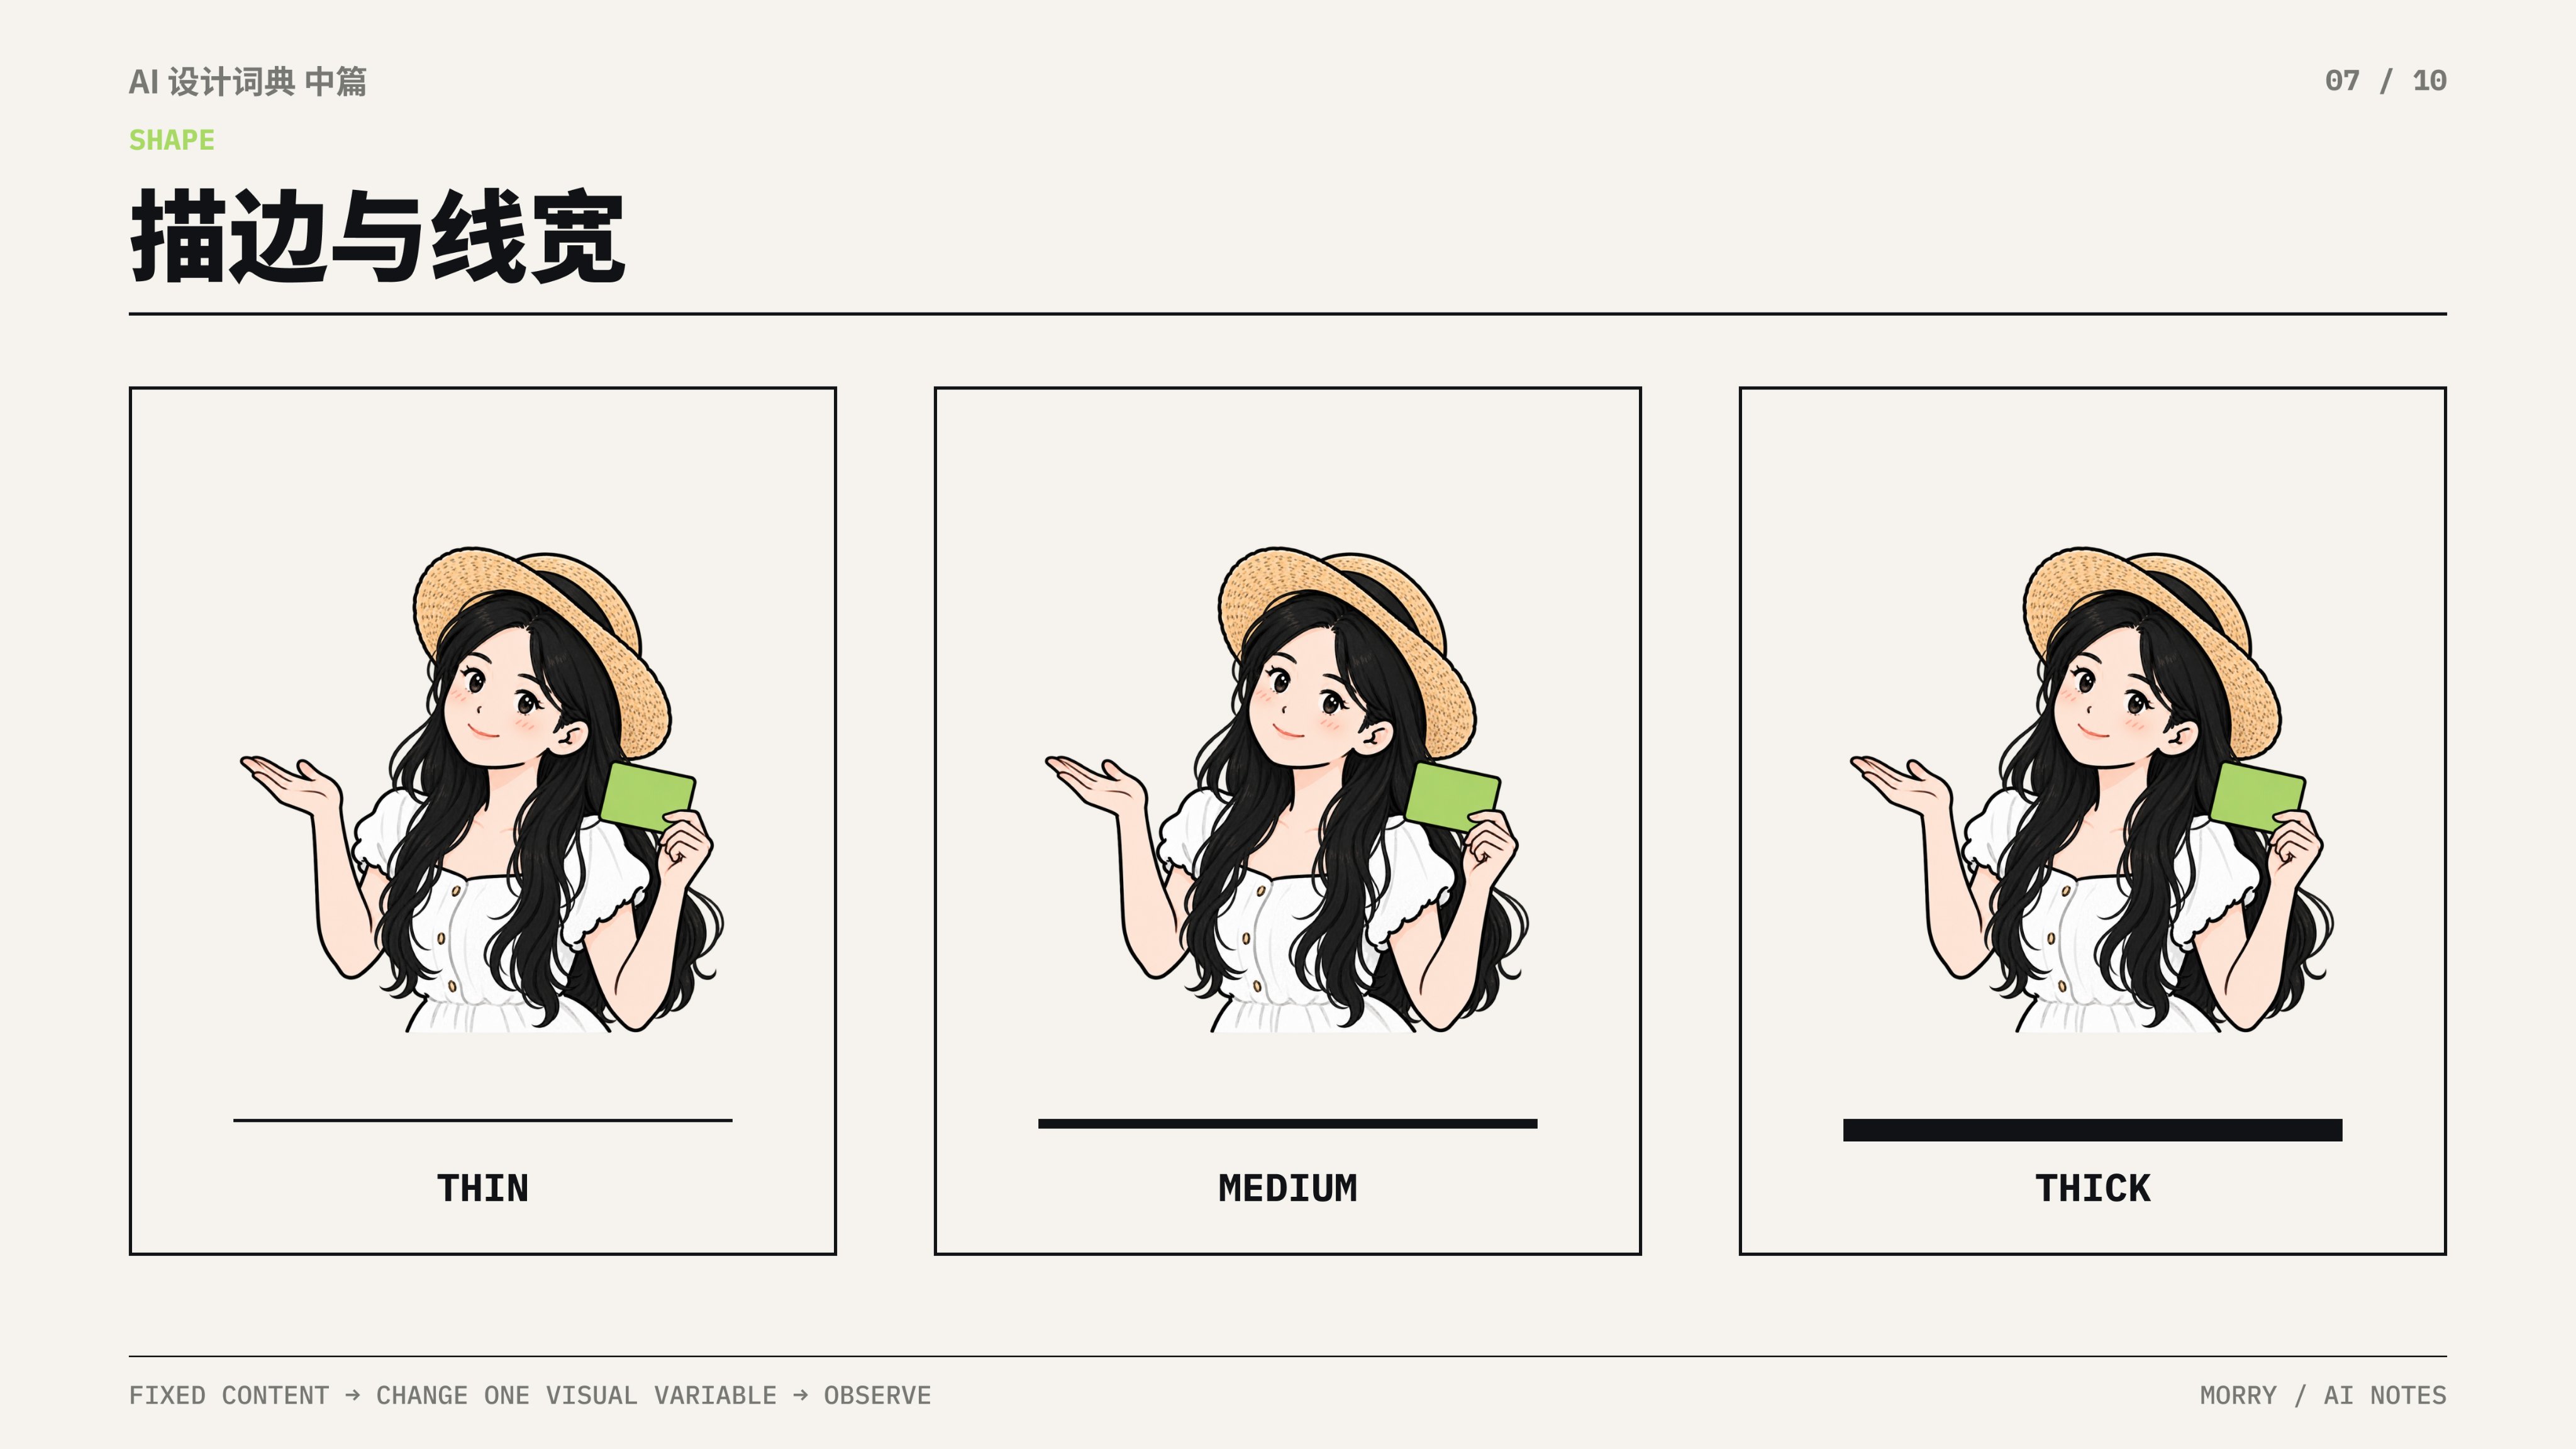 AI 设计词典 中篇
07 / 10
SHAPE
描边与线宽
THIN
MEDIUM
THICK
FIXED CONTENT → CHANGE ONE VISUAL VARIABLE → OBSERVE
MORRY / AI NOTES